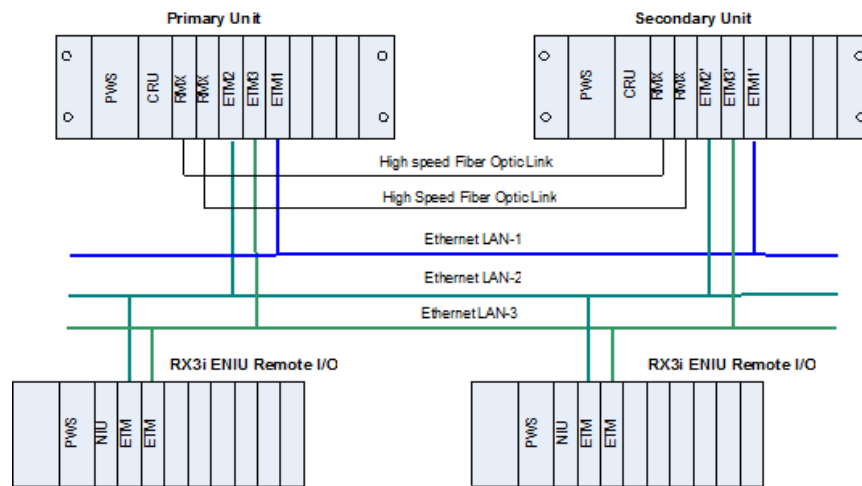 Primary Unit
Secondary Unit
PWS
CRU
RMX
RMX
ETM2
ETM3
ETM1
PWS
CRU
RMX
RMX
ETM2'
ETM3'
ETM1'
High speed Fiber Optic Link
High Speed Fiber Optic Link
Ethernet LAN-1
Ethernet LAN-2
Ethernet LAN-3
RX3i ENIU Remote I/O
RX3i ENIU Remote I/O
PWS
NIU
ETM
ETM
PWS
NIU
ETM
ETM